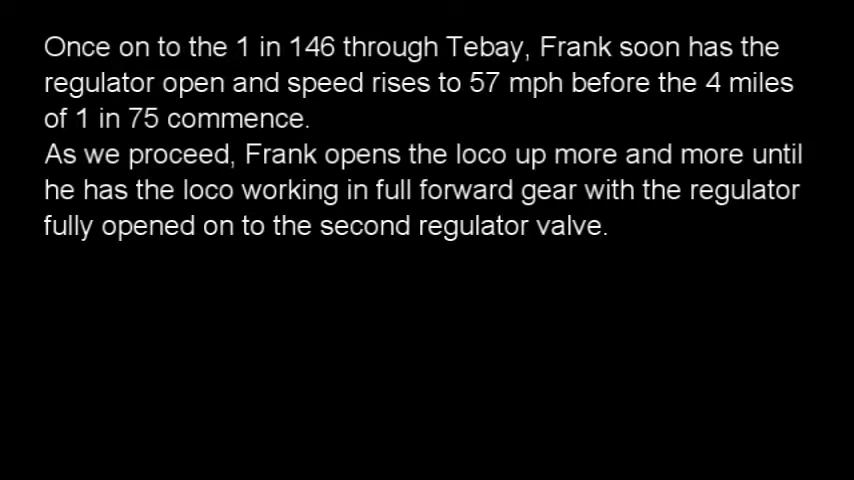 Once on to the 1 in 146 through Tebay, Frank soon has the
regulator open and speed rises to 57 mph before the 4 miles
of 1 in 75 commence.
As we proceed, Frank opens the loco up more and more until
he has the loco working in full forward gear with the regulator
fully opened on to the second regulator valve.